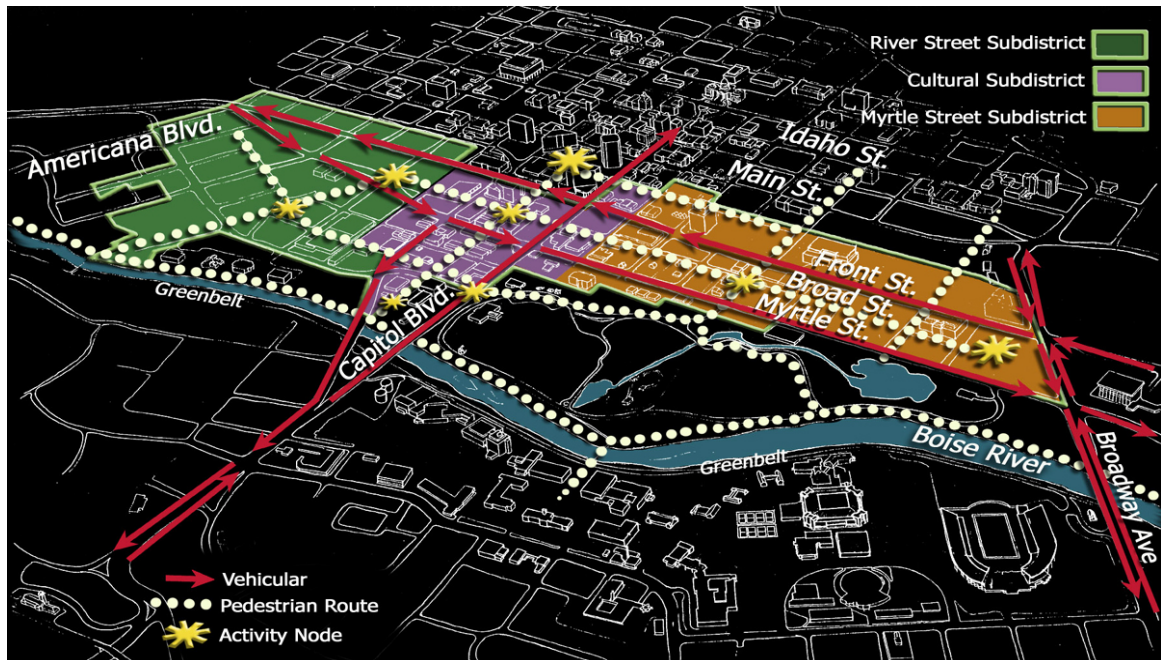 River Street Subdistrict
Cultural Subdistrict
Myrtle Street Subdistrict
Americana Blvd.
Idaho St.
Main St.
Front St.
Broad St.
Myrtle St.
Greenbelt
Capitol Blvd.
Boise River
Greenbelt
Broadway Ave
Vehicular
Pedestrian Route
Activity Node